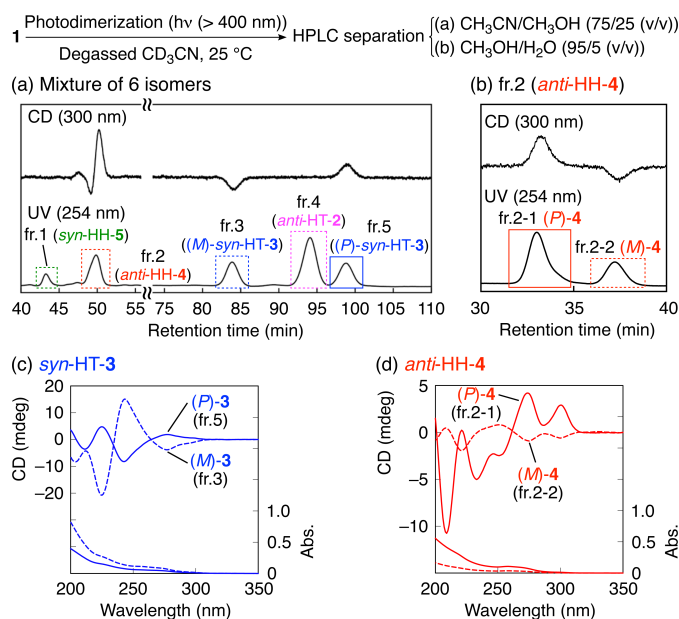 1 Photodimerization (hν (> 400 nm)) HPLC separation (a) CH3CN/CH3OH (75/25 (v/v))
Degassed CD3CN, 25 °C (b) CH3OH/H2O (95/5 (v/v))
(a) Mixture of 6 isomers
CD (300 nm)
UV (254 nm)
fr.1 (syn-HH-5)
fr.2
(anti-HH-4)
fr.3
((M)-syn-HT-3)
fr.4
(anti-HT-2)
fr.5
((P)-syn-HT-3)
40 45 50 55 75 80 85 90 95 100 105 110
Retention time (min)
(b) fr.2 (anti-HH-4)
CD (300 nm)
UV (254 nm)
fr.2-1 (P)-4
fr.2-2 (M)-4
30 35 40
Retention time (min)
(c) syn-HT-3
20
10
0
−10
−20
CD (mdeg)
(P)-3
(fr.5)
(M)-3
(fr.3)
1.0
0.5
0
Abs.
200 250 300 350
Wavelength (nm)
(d) anti-HH-4
5
0
−5
−10
CD (mdeg)
(P)-4
(fr.2-1)
(M)-4
(fr.2-2)
1.0
0.5
0
Abs.
200 250 300 350
Wavelength (nm)